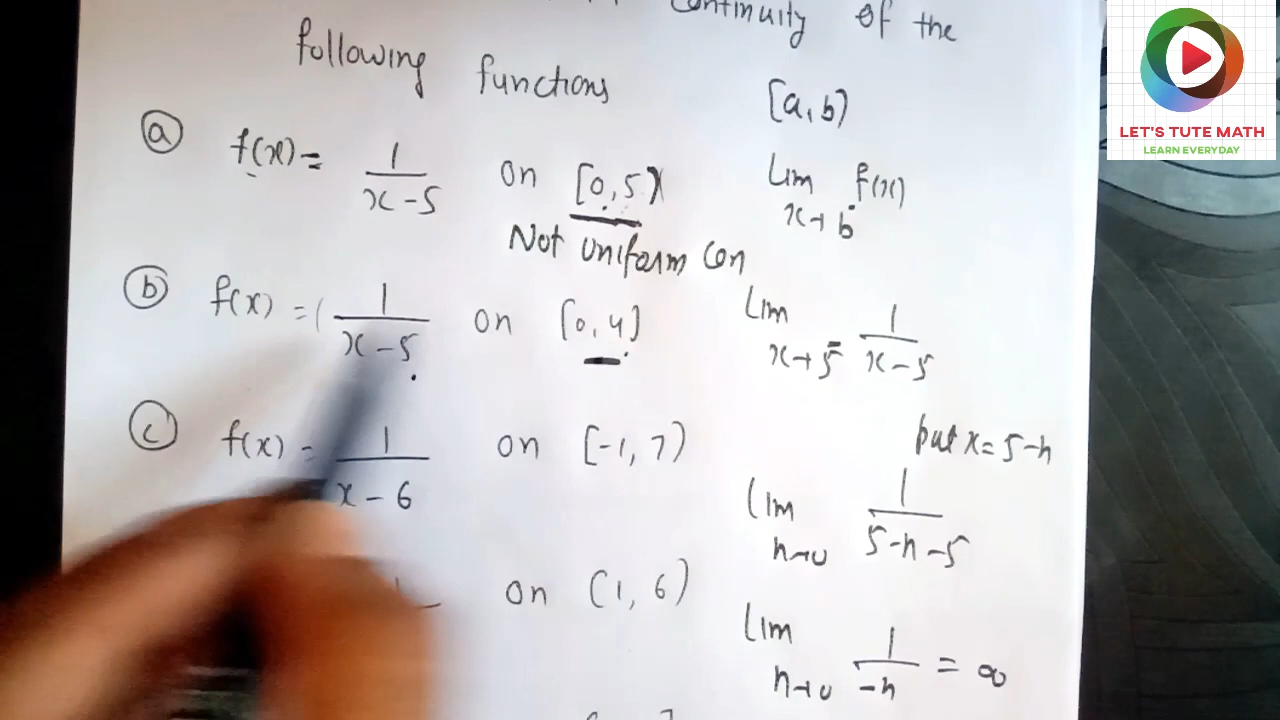 Continuity of the
following functions
[a, b)
ⓐ f(x) = 1/(x-5) on [0, 5)
Not uniform con
Lim x→b f(x)
ⓑ f(x) = 1/(x-5) on [0, 4]
Lim x→5⁻ 1/(x-5)
ⓒ f(x) = 1/(x-6) on [-1, 7)
put x = 5-h
Lim h→0 1/(5-h-5)
on (1, 6)
Lim h→0 1/-h = ∞
LET'S TUTE MATH
LEARN EVERYDAY